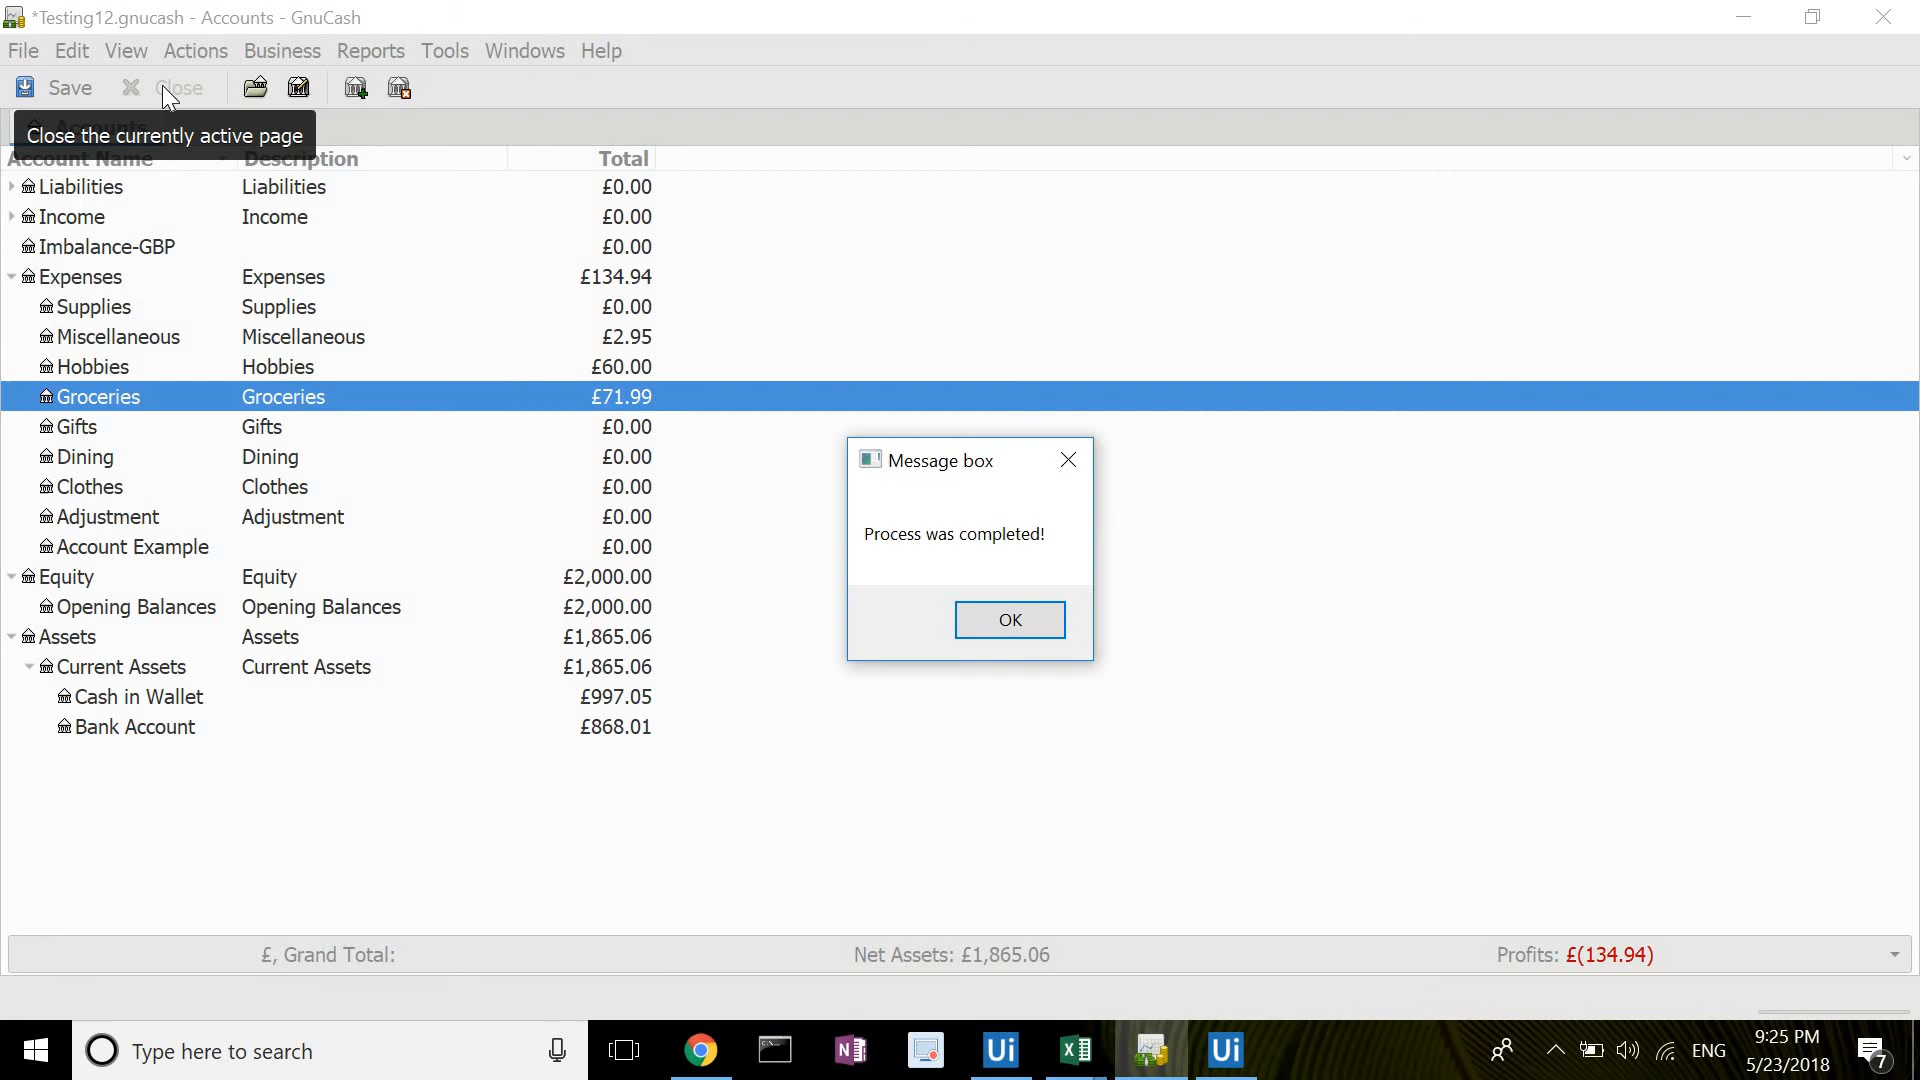 *Testing12.gnucash - Accounts - GnuCash
File Edit View Actions Business Reports Tools Windows Help
Save Close
Accounts
Close the currently active page
Account Name Description Total
Liabilities Liabilities £0.00
Income Income £0.00
Imbalance-GBP £0.00
Expenses Expenses £134.94
Supplies Supplies £0.00
Miscellaneous Miscellaneous £2.95
Hobbies Hobbies £60.00
Groceries Groceries £71.99
Gifts Gifts £0.00
Dining Dining £0.00
Clothes Clothes £0.00
Adjustment Adjustment £0.00
Account Example £0.00
Equity Equity £2,000.00
Opening Balances Opening Balances £2,000.00
Assets Assets £1,865.06
Current Assets Current Assets £1,865.06
Cash in Wallet £997.05
Bank Account £868.01
Message box
Process was completed!
OK
£, Grand Total: Net Assets: £1,865.06 Profits: £(134.94)
Type here to search
N
Ui
X
Ui
ENG
9:25 PM
5/23/2018
7